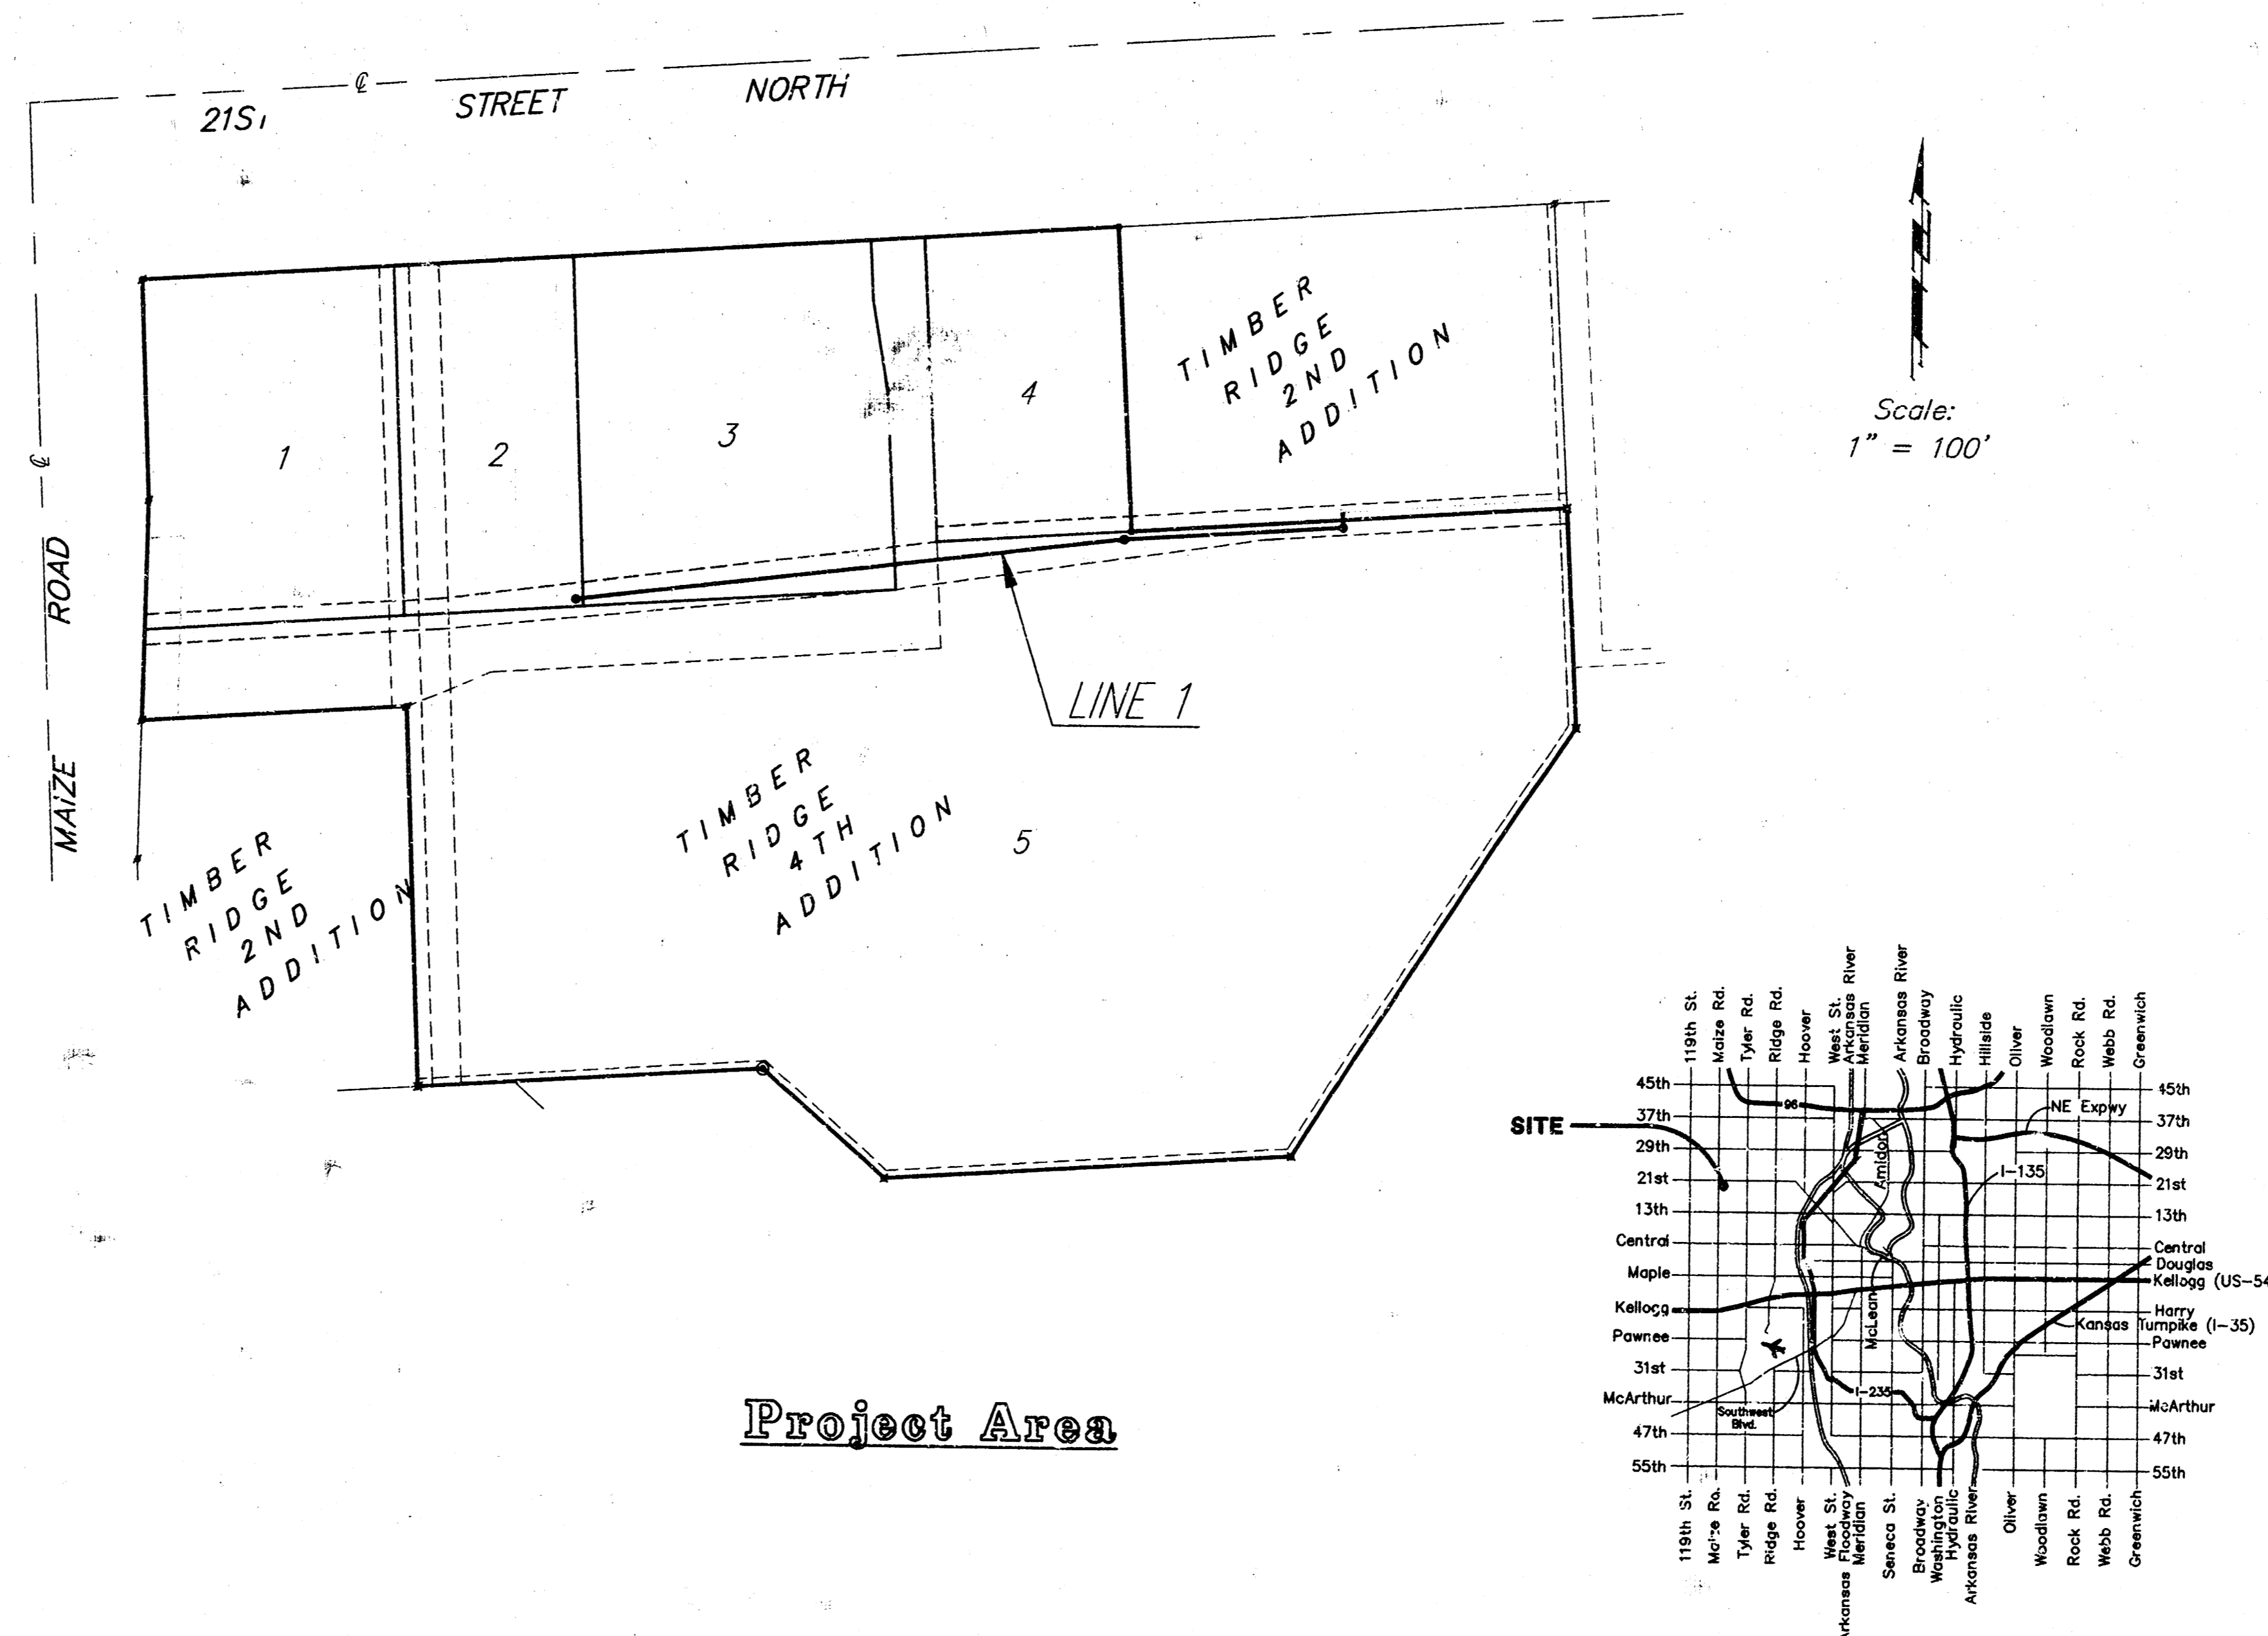 ℄
21St STREET NORTH
℄
MAIZE ROAD
1
2
3
4
5
TIMBER
RIDGE
2ND
ADDITION
Scale:
1" = 100'
LINE 1
TIMBER
RIDGE
4TH
ADDITION
TIMBER
RIDGE
2ND
ADDITION
Project Area
SITE
119th St.
Maize Rd.
Tyler Rd.
Ridge Rd.
Hoover
West St.
Arkansas River
Meridian
Arkansas River
Broadway
Hydraulic
Hillside
Oliver
Woodlawn
Rock Rd.
Webb Rd.
Greenwich
45th
37th
29th
21st
13th
Central
Maple
Kellogg
Pawnee
31st
McArthur
47th
55th
96
NE Expwy
Amidon
I-135
McLean
I-235
Southwest
Blvd.
45th
37th
29th
21st
13th
Central
Douglas
Kellogg (US-54
Harry
Kansas Turnpike (I-35)
Pawnee
31st
McArthur
47th
55th
119th St.
Maize Rd.
Tyler Rd.
Ridge Rd.
Hoover
West St.
Arkansas Floodway
Meridian
Seneca St.
Broadway
Washington
Hydraulic
Arkansas River
Oliver
Woodlawn
Rock Rd.
Webb Rd.
Greenwich